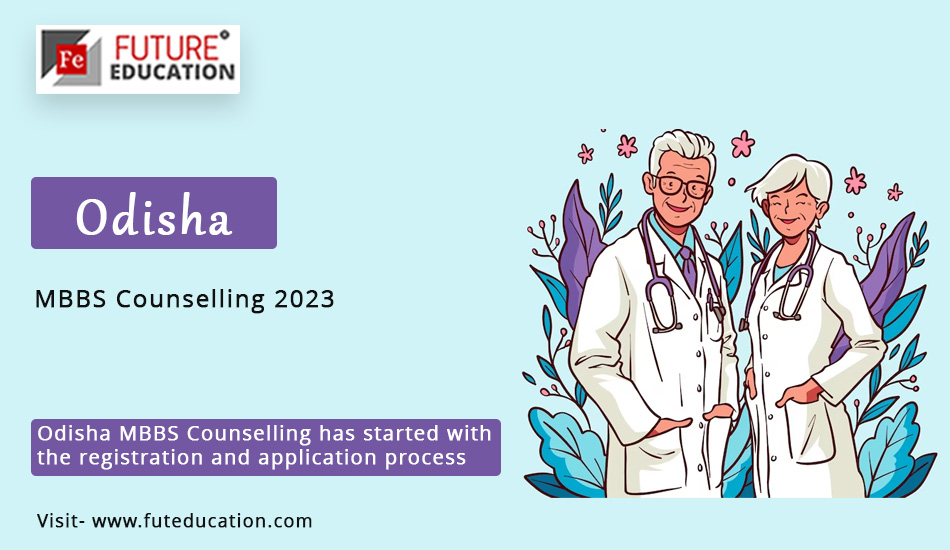 Fe
FUTURE
EDUCATION
Odisha
MBBS Counselling 2023
Odisha MBBS Counselling has started with
the registration and application process
Visit- www.futeducation.com